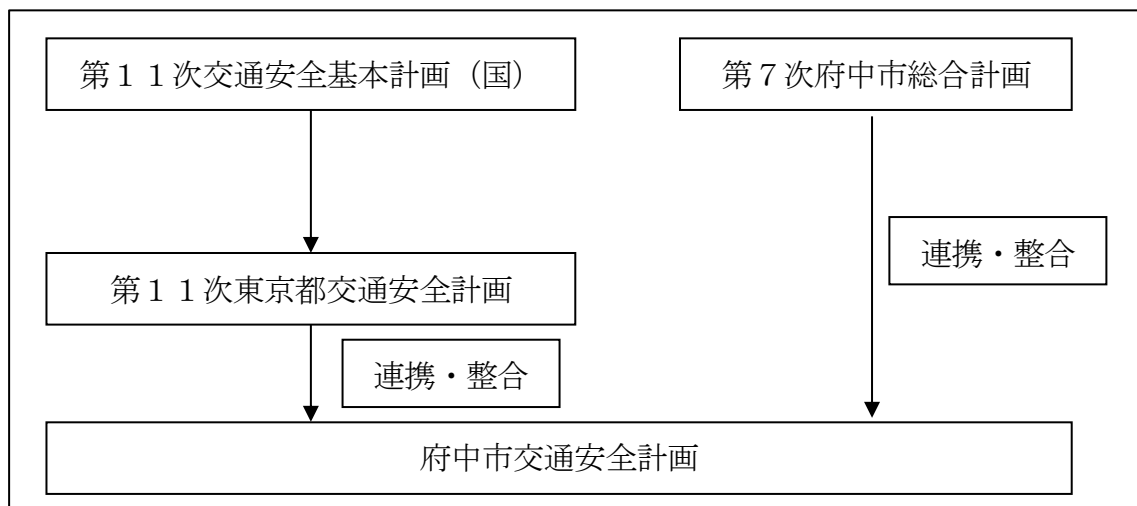 第１１次交通安全基本計画（国）
第７次府中市総合計画
連携・整合
第１１次東京都交通安全計画
連携・整合
府中市交通安全計画